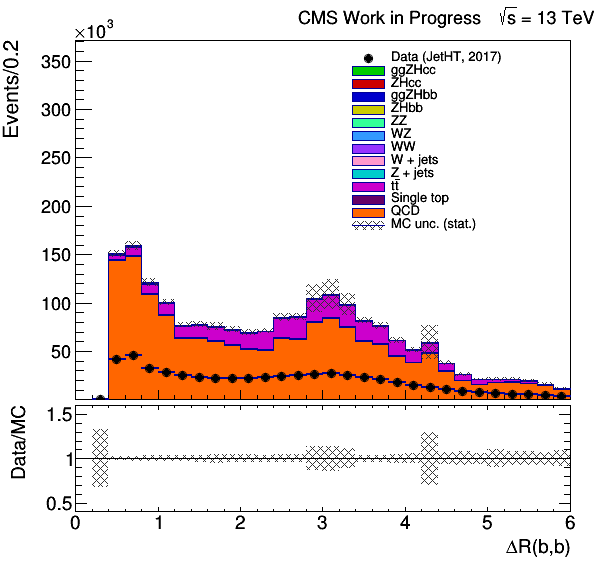 CMS Work in Progress √s = 13 TeV
×10³
Events/0.2
350
300
250
200
150
100
50
Data (JetHT, 2017)
ggZHcc
ZHcc
ggZHbb
ZHbb
ZZ
WZ
WW
W + jets
Z + jets
tt̄
Single top
QCD
MC unc. (stat.)
Data/MC
1.5
1
0.5
0 1 2 3 4 5 6
ΔR(b,b)